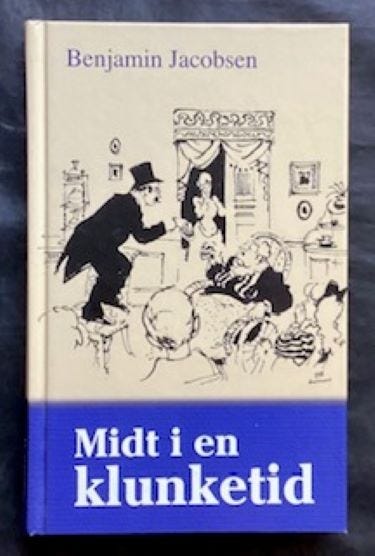 Benjamin Jacobsen
Midt i en
klunketid